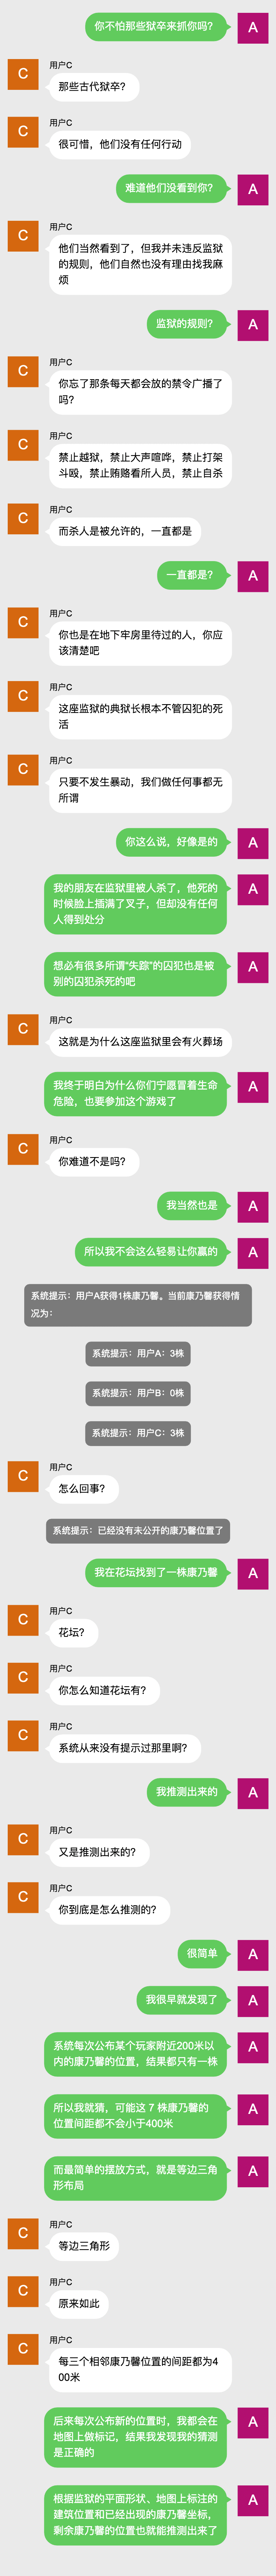 你不怕那些狱卒来抓你吗？
A
用户C
C
那些古代狱卒？
用户C
C
很可惜，他们没有任何行动
难道他们没看到你？
A
用户C
C
他们当然看到了，但我并未违反监狱
的规则，他们自然也没有理由找我麻
烦
监狱的规则？
A
用户C
C
你忘了那条每天都会放的禁令广播了
吗？
用户C
C
禁止越狱，禁止大声喧哗，禁止打架
斗殴，禁止贿赂看所人员，禁止自杀
用户C
C
而杀人是被允许的，一直都是
一直都是？
A
用户C
C
你也是在地下牢房里待过的人，你应
该清楚吧
用户C
C
这座监狱的典狱长根本不管囚犯的死
活
用户C
C
只要不发生暴动，我们做任何事都无
所谓
你这么说，好像是的
A
我的朋友在监狱里被人杀了，他死的
时候脸上插满了叉子，但却没有任何
人得到处分
A
想必有很多所谓“失踪”的囚犯也是被
别的囚犯杀死的吧
A
用户C
C
这就是为什么这座监狱里会有火葬场
我终于明白为什么你们宁愿冒着生命
危险，也要参加这个游戏了
A
用户C
C
你难道不是吗？
我当然也是
A
所以我不会这么轻易让你赢的
A
系统提示：用户A获得1株康乃馨。当前康乃馨获得情
况为：
系统提示：用户A：3株
系统提示：用户B：0株
系统提示：用户C：3株
用户C
C
怎么回事？
系统提示：已经没有未公开的康乃馨位置了
我在花坛找到了一株康乃馨
A
用户C
C
花坛？
用户C
C
你怎么知道花坛有？
用户C
C
系统从来没有提示过那里啊？
我推测出来的
A
用户C
C
又是推测出来的？
用户C
C
你到底是怎么推测的？
很简单
A
我很早就发现了
A
系统每次公布某个玩家附近200米以
内的康乃馨的位置，结果都只有一株
A
所以我就猜，可能这 7 株康乃馨的
位置间距都不会小于400米
A
而最简单的摆放方式，就是等边三角
形布局
A
用户C
C
等边三角形
用户C
C
原来如此
用户C
C
每三个相邻康乃馨位置的间距都为4
00米
后来每次公布新的位置时，我都会在
地图上做标记，结果我发现我的猜测
是正确的
A
根据监狱的平面形状、地图上标注的
建筑位置和已经出现的康乃馨坐标，
剩余康乃馨的位置也就能推测出来了
A